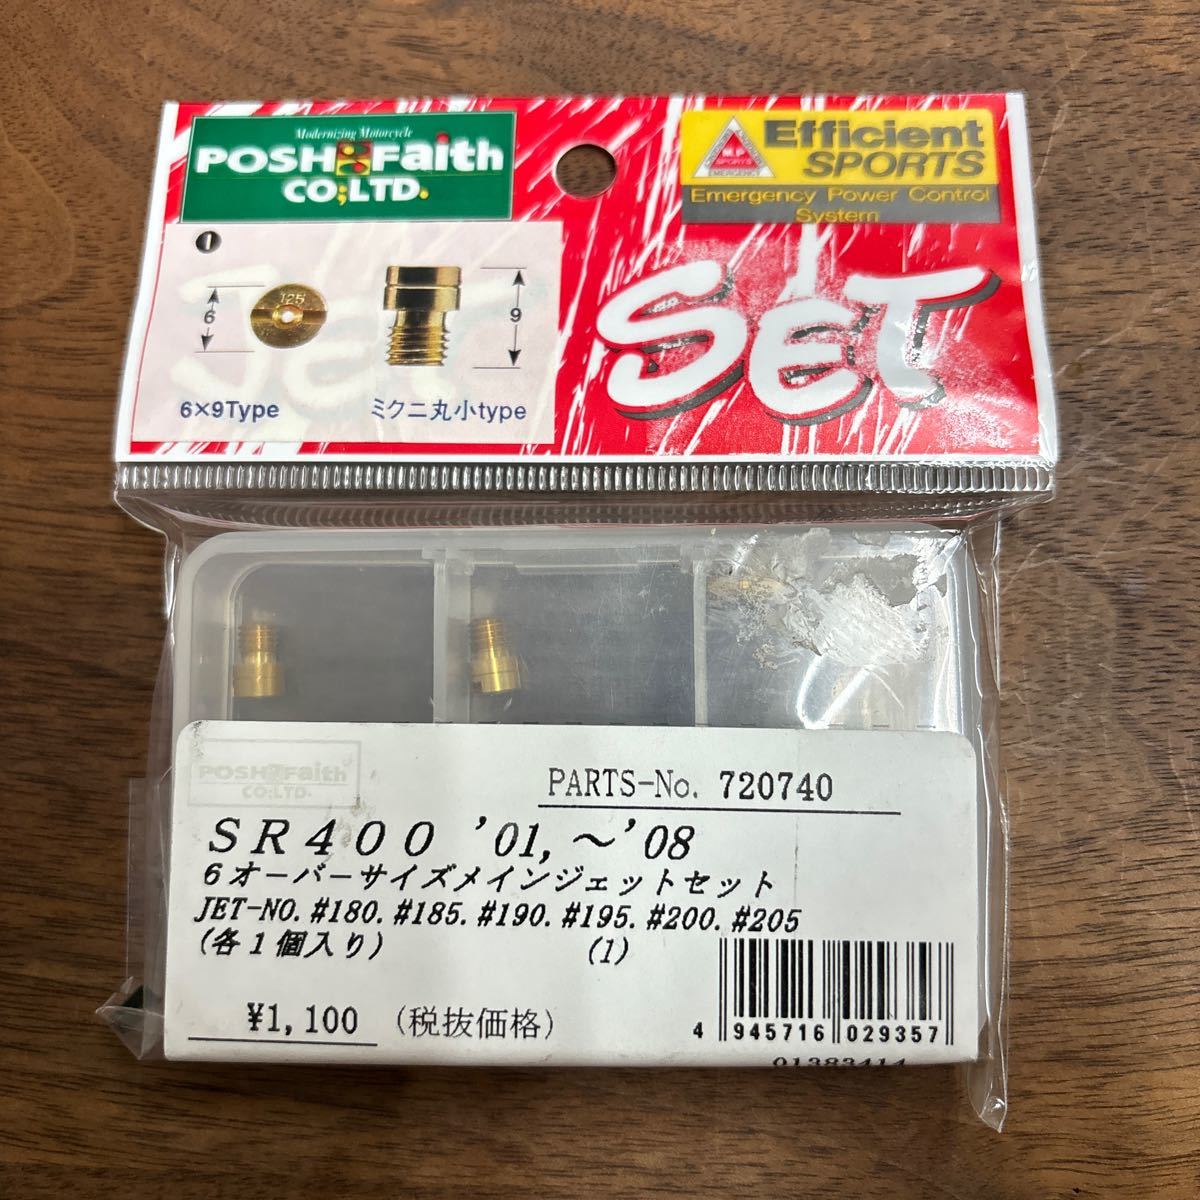 Modernizing Motorcycle
POSH Faith
CO;LTD.
M.P
SPORTS
EMERGENCY
Efficient
SPORTS
Emergency Power Control
System
SET
1
6
125
9
6×9Type
ミクニ丸小type
POSH Faith
CO;LTD.
PARTS-No. 720740
SR400 '01,～'08
6オーバーサイズメインジェットセット
JET-NO. #180. #185. #190. #195. #200. #205
(各1個入り) (1)
¥1,100 (税抜価格)
4 945716 029357
01383414